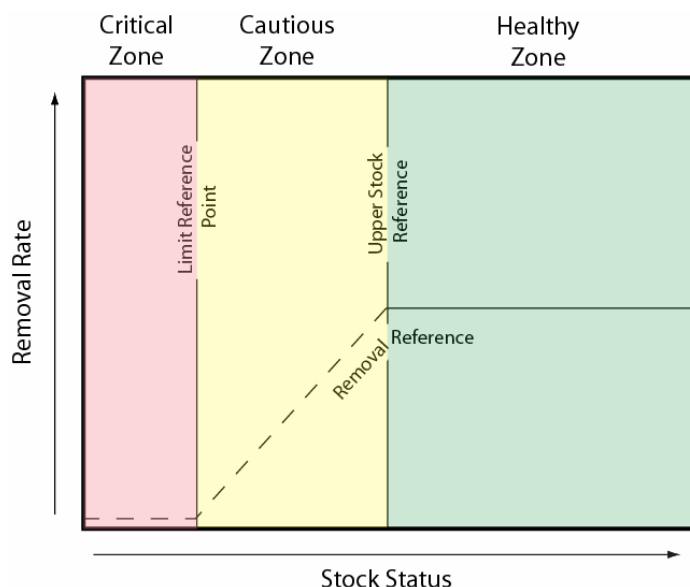 Critical
Zone
Cautious
Zone
Healthy
Zone
Removal Rate
Limit Reference
Point
Upper Stock
Reference
Removal Reference
Stock Status